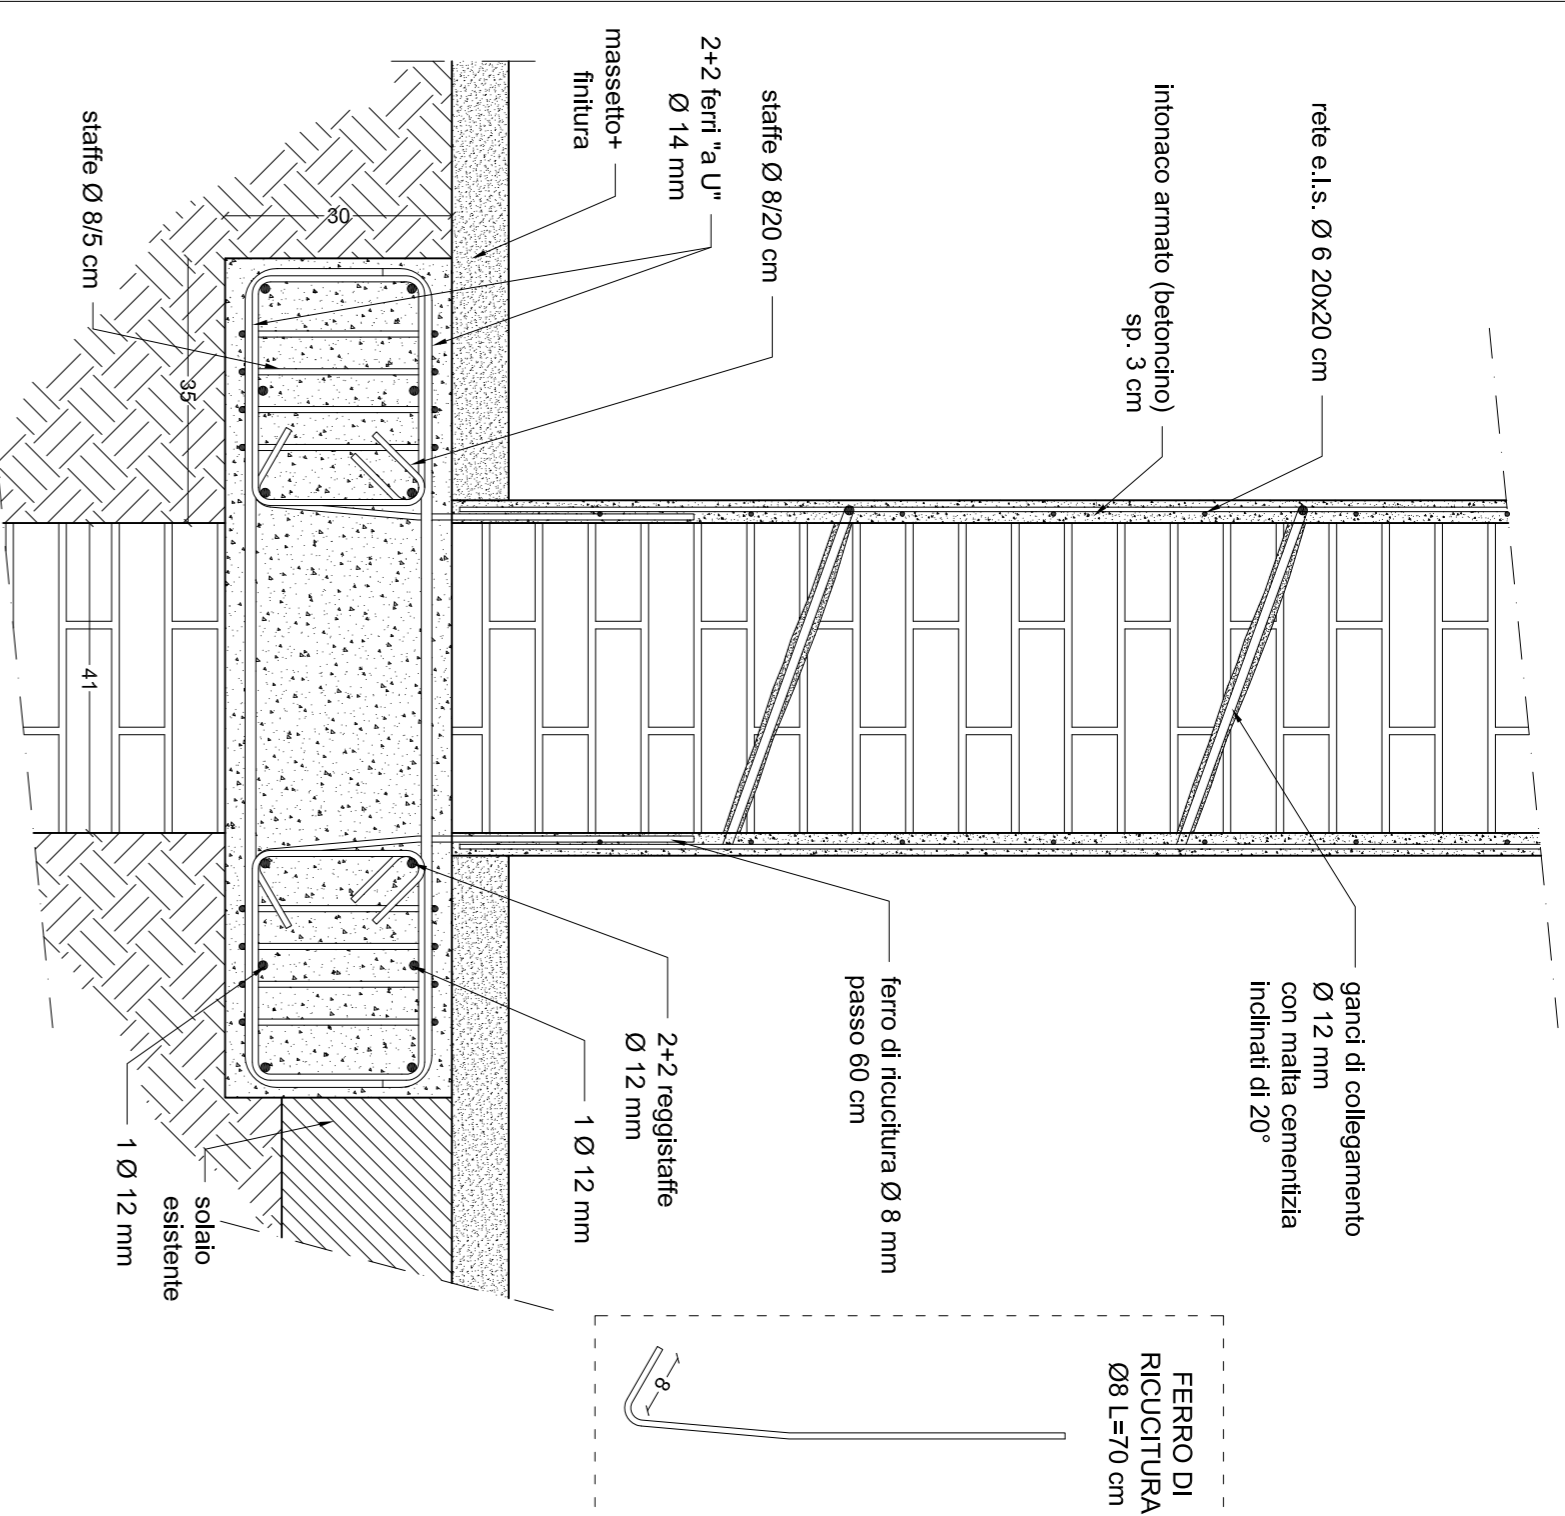 rete e.l.s. Ø 6 20x20 cm
intonaco armato (betoncino)
sp. 3 cm
staffe Ø 8/20 cm
2+2 ferri "a U"
Ø 14 mm
massetto+
finitura
staffe Ø 8/5 cm
30
35
41
ganci di collegamento
Ø 12 mm
con malta cementizia
inclinati di 20°
ferro di ricucitura Ø 8 mm
passo 60 cm
2+2 reggistaffe
Ø 12 mm
1 Ø 12 mm
solaio
esistente
1 Ø 12 mm
FERRO DI
RICUCITURA
Ø8 L=70 cm
8